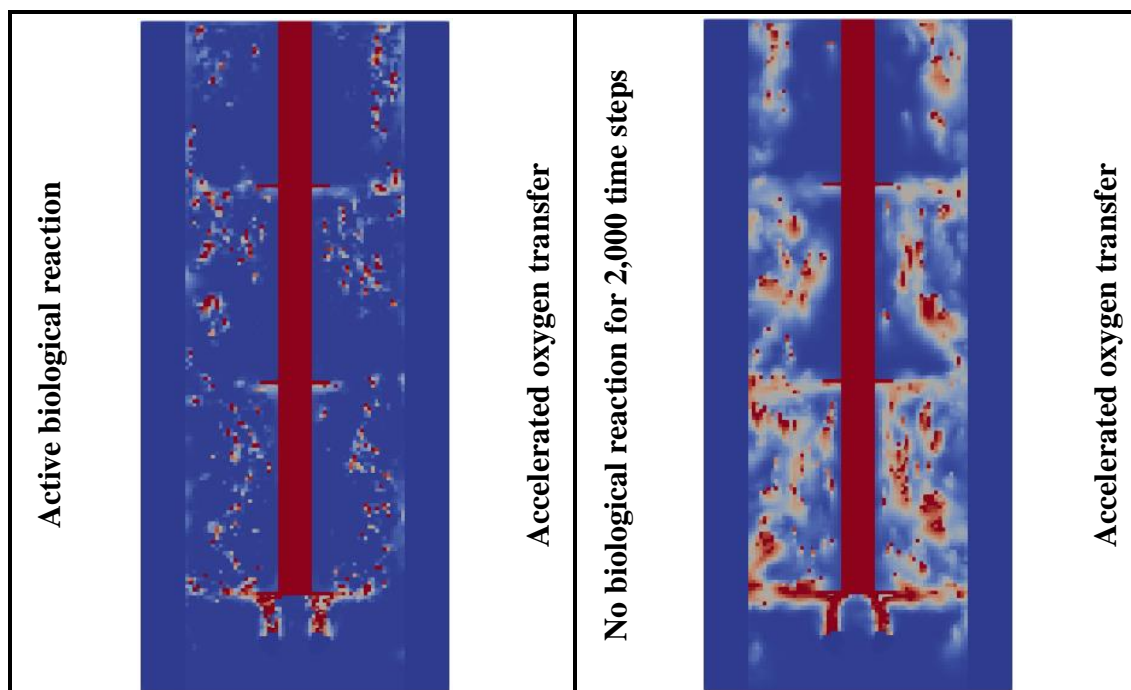 Active biological reaction
Accelerated oxygen transfer
No biological reaction for 2,000 time steps
Accelerated oxygen transfer